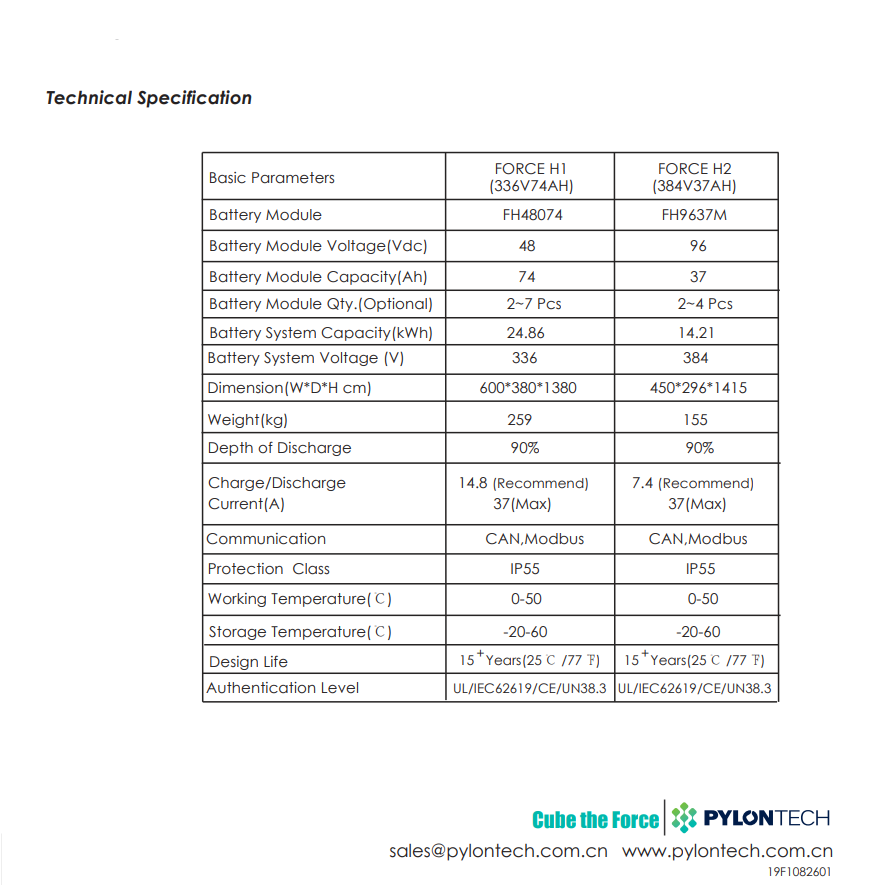 Technical Specification
Basic Parameters FORCE H1 (336V74AH) FORCE H2 (384V37AH)
Battery Module FH48074 FH9637M
Battery Module Voltage(Vdc) 48 96
Battery Module Capacity(Ah) 74 37
Battery Module Qty.(Optional) 2~7 Pcs 2~4 Pcs
Battery System Capacity(kWh) 24.86 14.21
Battery System Voltage (V) 336 384
Dimension(W*D*H cm) 600*380*1380 450*296*1415
Weight(kg) 259 155
Depth of Discharge 90% 90%
Charge/Discharge Current(A) 14.8 (Recommend) 37(Max) 7.4 (Recommend) 37(Max)
Communication CAN,Modbus CAN,Modbus
Protection Class IP55 IP55
Working Temperature(℃) 0-50 0-50
Storage Temperature(℃) -20-60 -20-60
Design Life 15+Years(25℃ /77 ℉) 15+Years(25℃ /77 ℉)
Authentication Level UL/IEC62619/CE/UN38.3 UL/IEC62619/CE/UN38.3
Cube the Force PYLONTECH
sales@pylontech.com.cn www.pylontech.com.cn
19F1082601